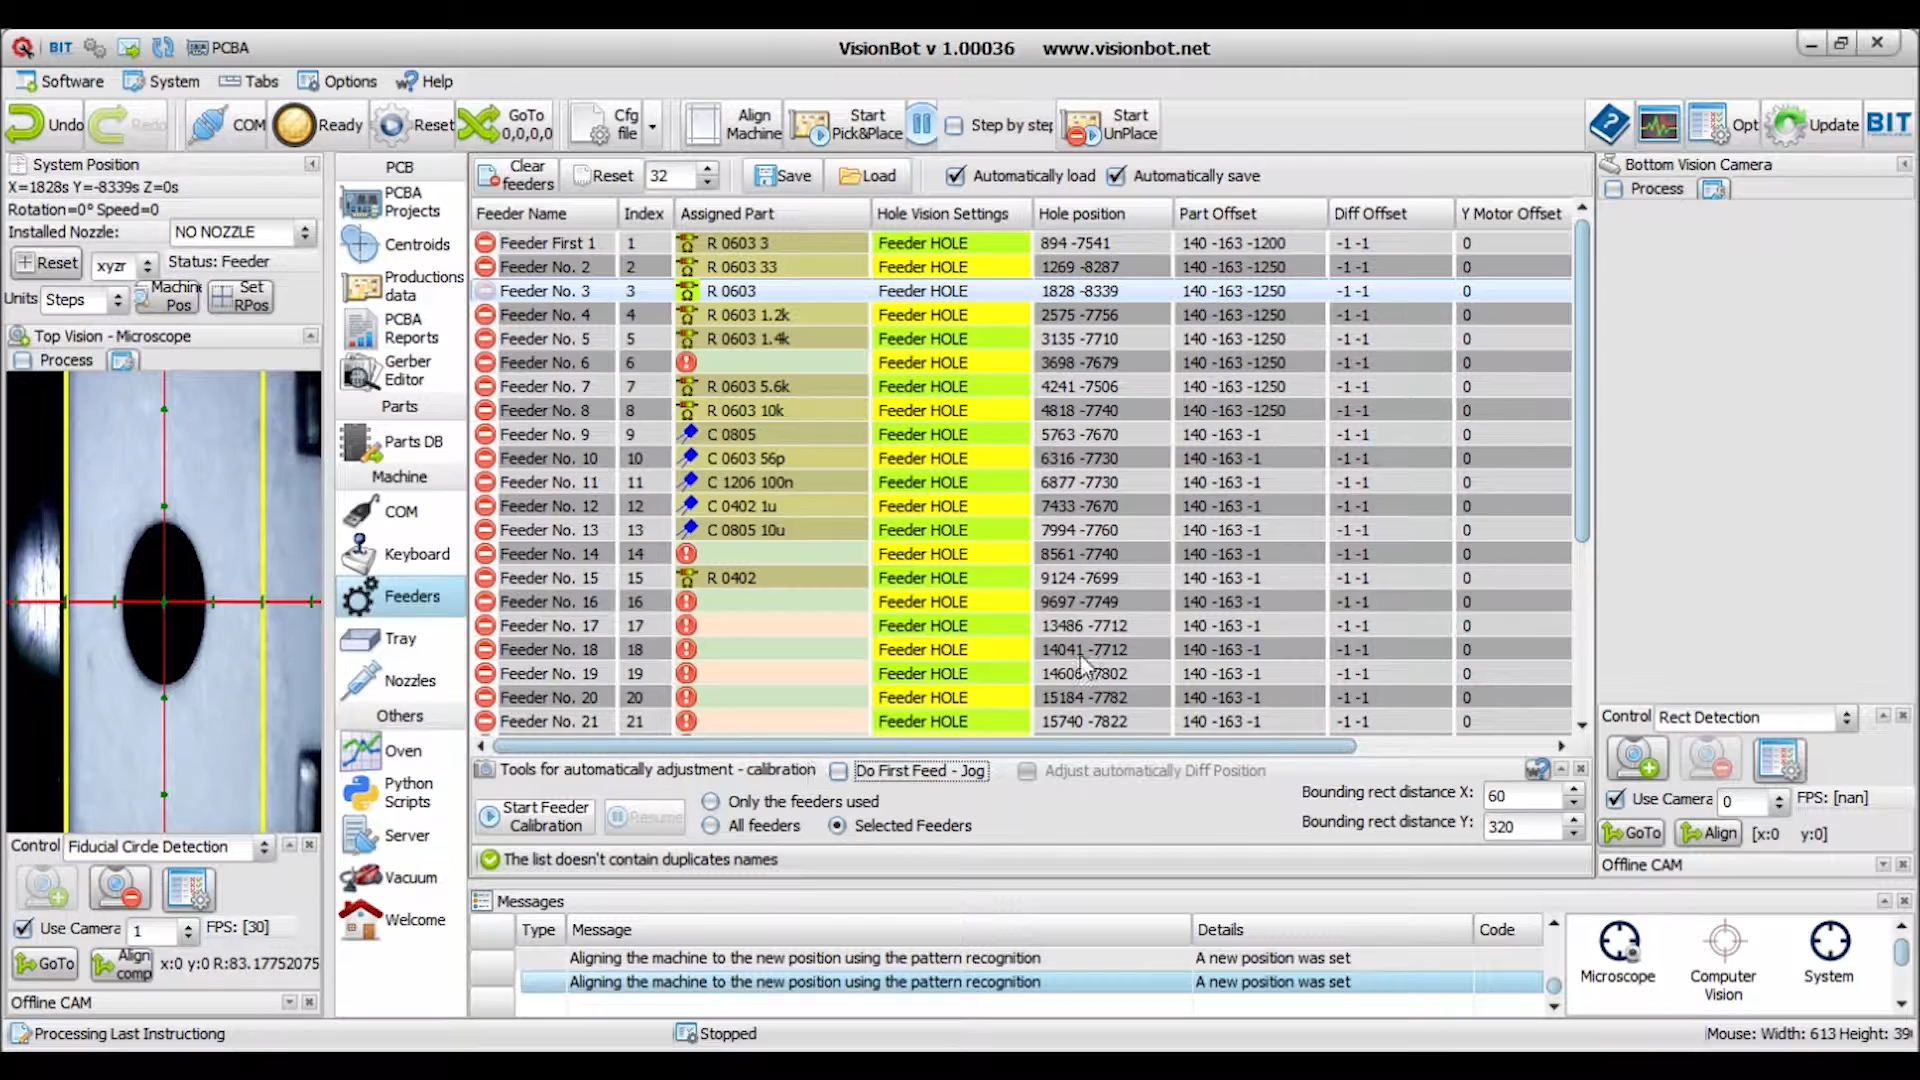 BIT PCBA VisionBot v 1.00036 www.visionbot.net
Software System Tabs Options Help
Undo Redo COM Ready Reset GoTo 0,0,0,0 Cfg file Align Machine Start Pick&Place Step by step Start UnPlace Opt Update BIT
System Position
X=1828s Y=-8339s Z=0s
Rotation=0° Speed=0
Installed Nozzle: NO NOZZLE
Reset xyzr Status: Feeder
Units Steps Machine Pos Set RPos
Top Vision - Microscope
Process
Control Fiducial Circle Detection
Use Camera 1 FPS: [30]
GoTo Align comp x:0 y:0 R:83.17752075
Offline CAM
PCB
PCBA Projects
Centroids
Productions data
PCBA Reports
Gerber Editor
Parts
Parts DB
Machine
COM
Keyboard
Feeders
Tray
Nozzles
Others
Oven
Python Scripts
Server
Vacuum
Welcome
Clear feeders Reset 32 Save Load Automatically load Automatically save
Feeder Name Index Assigned Part Hole Vision Settings Hole position Part Offset Diff Offset Y Motor Offset
Feeder First 1 1 R 0603 3 Feeder HOLE 894 -7541 140 -163 -1200 -1 -1 0
Feeder No. 2 2 R 0603 33 Feeder HOLE 1269 -8287 140 -163 -1250 -1 -1 0
Feeder No. 3 3 R 0603 Feeder HOLE 1828 -8339 140 -163 -1250 -1 -1 0
Feeder No. 4 4 R 0603 1.2k Feeder HOLE 2575 -7756 140 -163 -1250 -1 -1 0
Feeder No. 5 5 R 0603 1.4k Feeder HOLE 3135 -7710 140 -163 -1250 -1 -1 0
Feeder No. 6 6 Feeder HOLE 3698 -7679 140 -163 -1250 -1 -1 0
Feeder No. 7 7 R 0603 5.6k Feeder HOLE 4241 -7506 140 -163 -1250 -1 -1 0
Feeder No. 8 8 R 0603 10k Feeder HOLE 4818 -7740 140 -163 -1250 -1 -1 0
Feeder No. 9 9 C 0805 Feeder HOLE 5763 -7670 140 -163 -1 -1 -1 0
Feeder No. 10 10 C 0603 56p Feeder HOLE 6316 -7730 140 -163 -1 -1 -1 0
Feeder No. 11 11 C 1206 100n Feeder HOLE 6877 -7730 140 -163 -1 -1 -1 0
Feeder No. 12 12 C 0402 1u Feeder HOLE 7433 -7670 140 -163 -1 -1 -1 0
Feeder No. 13 13 C 0805 10u Feeder HOLE 7994 -7760 140 -163 -1 -1 -1 0
Feeder No. 14 14 Feeder HOLE 8561 -7740 140 -163 -1 -1 -1 0
Feeder No. 15 15 R 0402 Feeder HOLE 9124 -7699 140 -163 -1 -1 -1 0
Feeder No. 16 16 Feeder HOLE 9697 -7749 140 -163 -1 -1 -1 0
Feeder No. 17 17 Feeder HOLE 13486 -7712 140 -163 -1 -1 -1 0
Feeder No. 18 18 Feeder HOLE 14041 -7712 140 -163 -1 -1 -1 0
Feeder No. 19 19 Feeder HOLE 14606 -7802 140 -163 -1 -1 -1 0
Feeder No. 20 20 Feeder HOLE 15184 -7782 140 -163 -1 -1 -1 0
Feeder No. 21 21 Feeder HOLE 15740 -7822 140 -163 -1 -1 -1 0
Tools for automatically adjustment - calibration Do First Feed - Jog Adjust automatically Diff Position
Start Feeder Calibration Resume Only the feeders used All feeders Selected Feeders
Bounding rect distance X: 60
Bounding rect distance Y: 320
The list doesn't contain duplicates names
Messages
Type Message Details Code
Aligning the machine to the new position using the pattern recognition A new position was set
Aligning the machine to the new position using the pattern recognition A new position was set
Bottom Vision Camera
Process
Control Rect Detection
Use Camera 0 FPS: [nan]
GoTo Align [x:0 y:0]
Offline CAM
Microscope Computer Vision System
Processing Last Instructiong Stopped Mouse: Width: 613 Height: 39